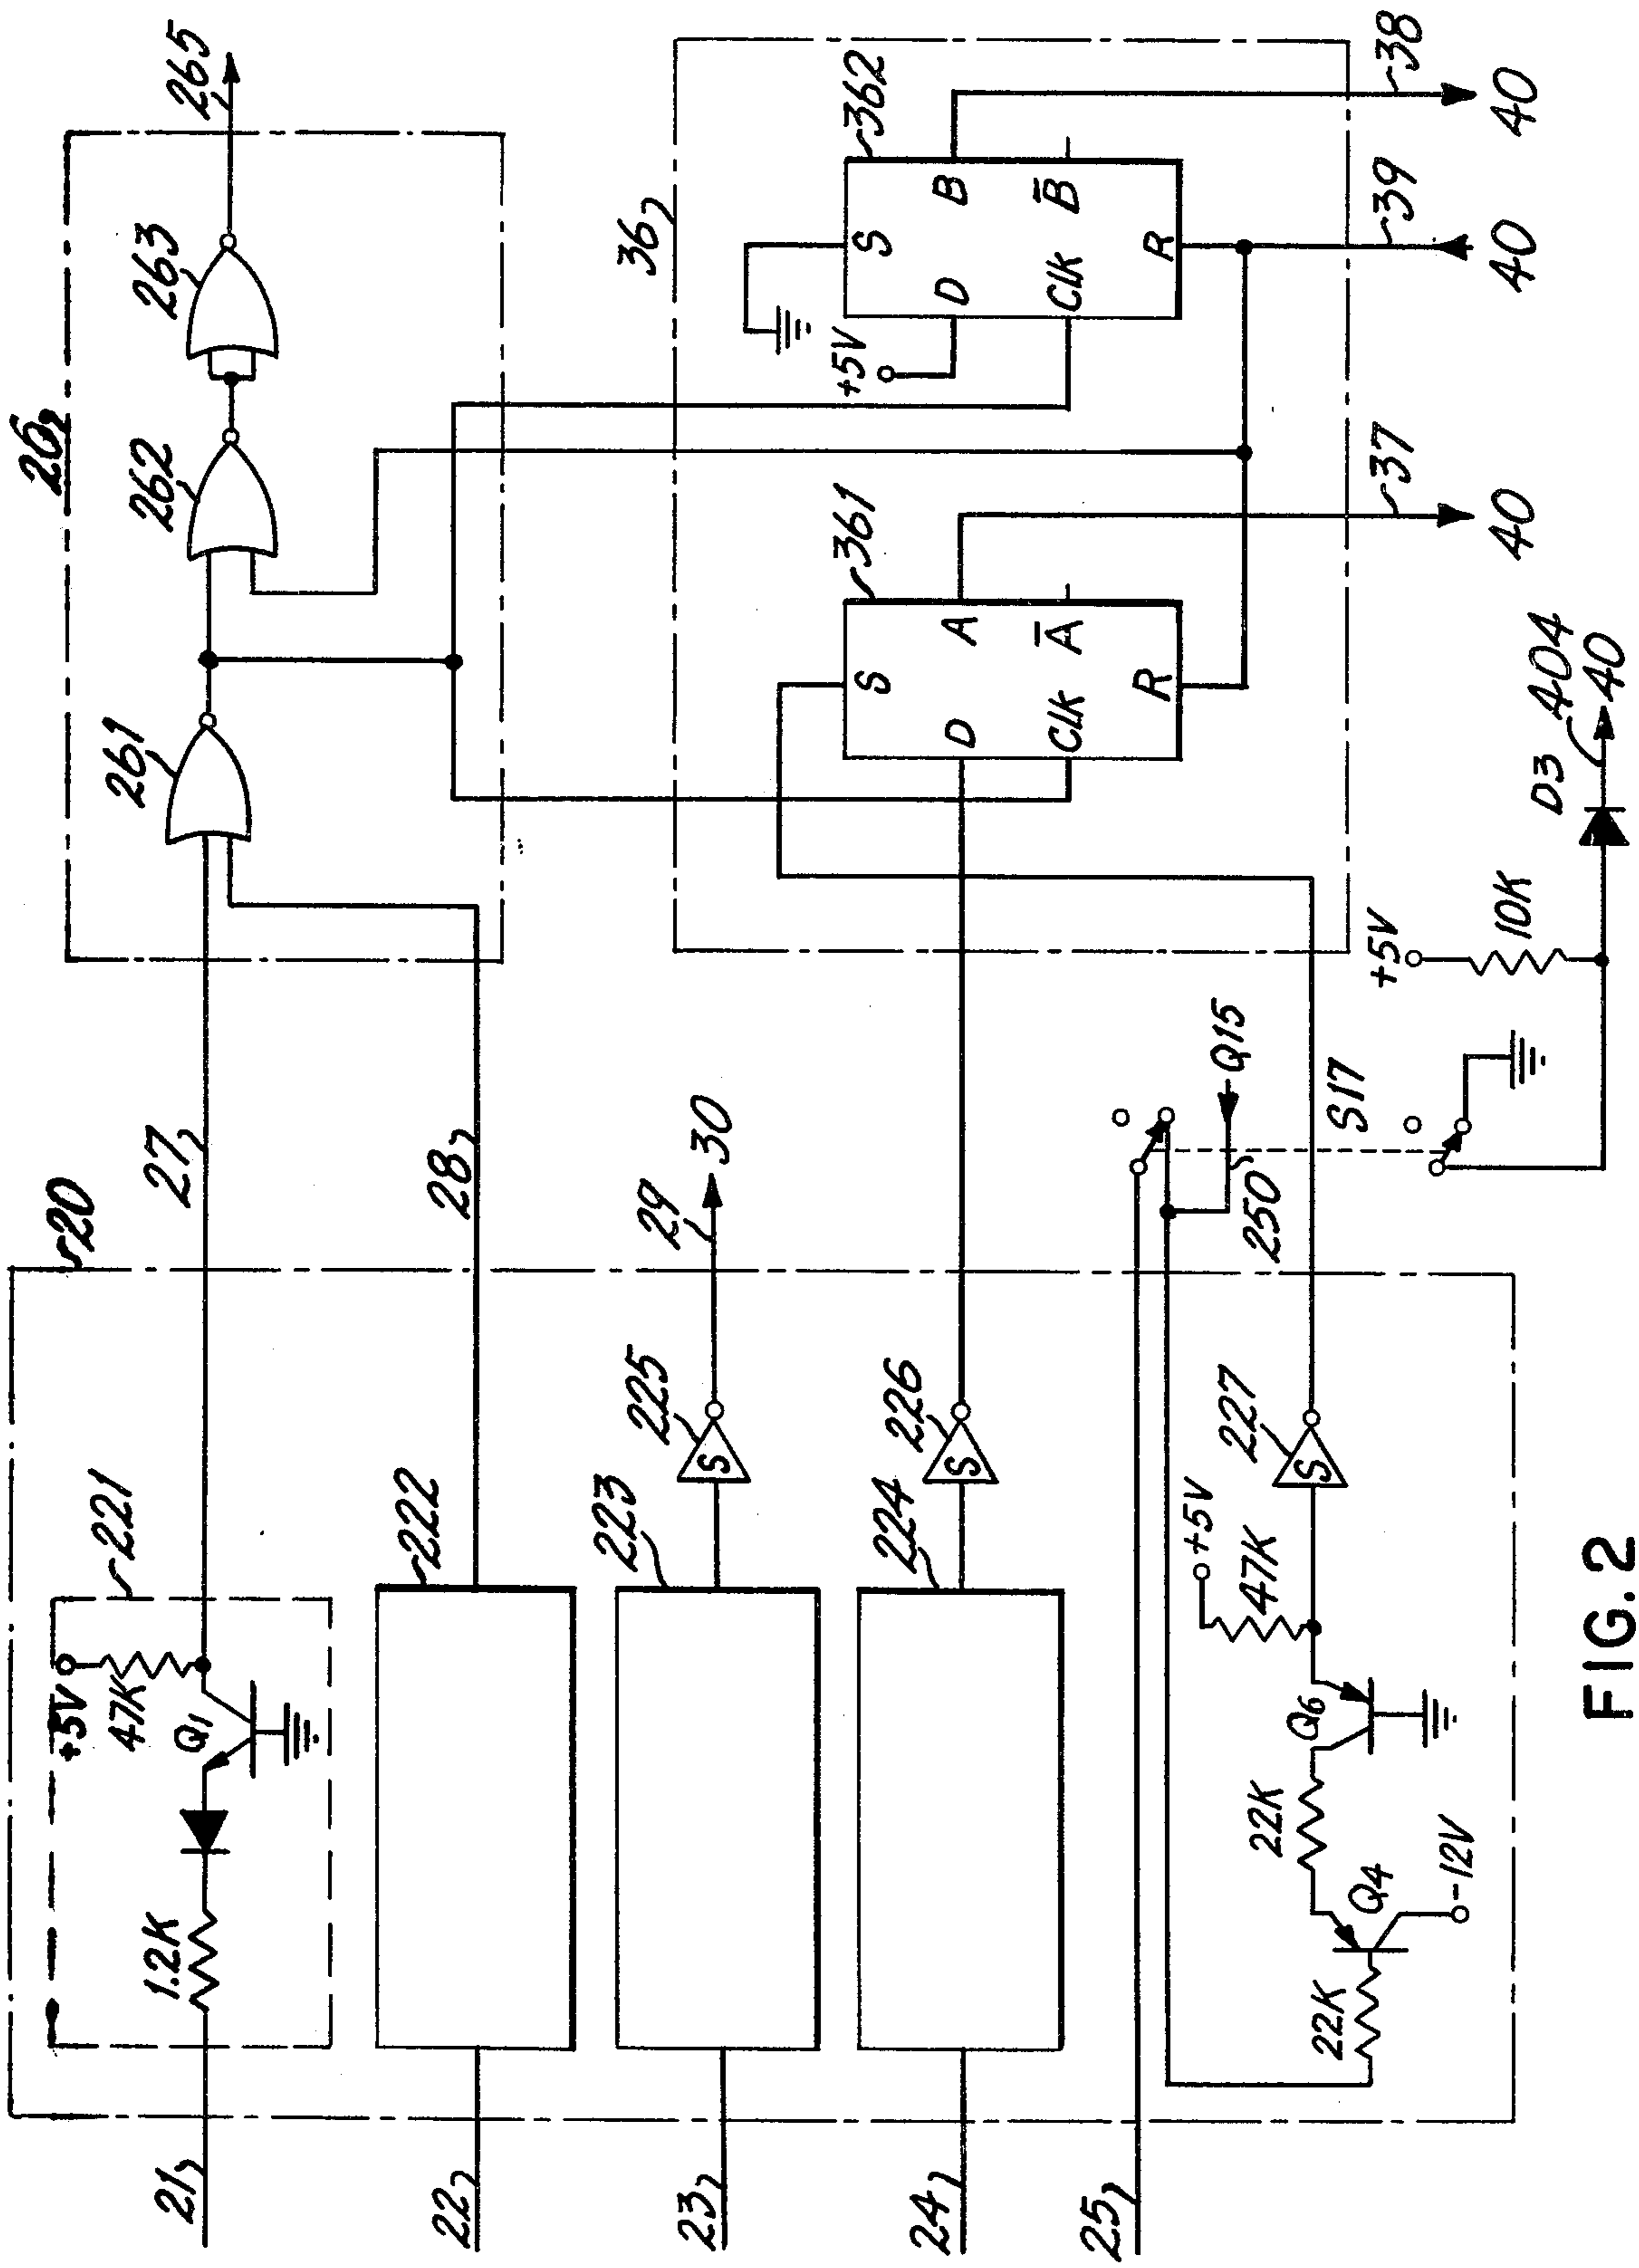 20
26
221
+5V
47K
Q1
1.2K
21
27
261
262
263
265
222
22
28
223
23
225
S
29
30
36
224
24
226
S
361
S
D
A
CLK
A̅
R
362
S
+5V
D
B
CLK
B̅
R
25
250
Q15
S17
+5V
47K
227
S
Q6
22K
Q4
22K
-12V
37
40
39
40
38
40
+5V
10K
D3
404
40
FIG. 2